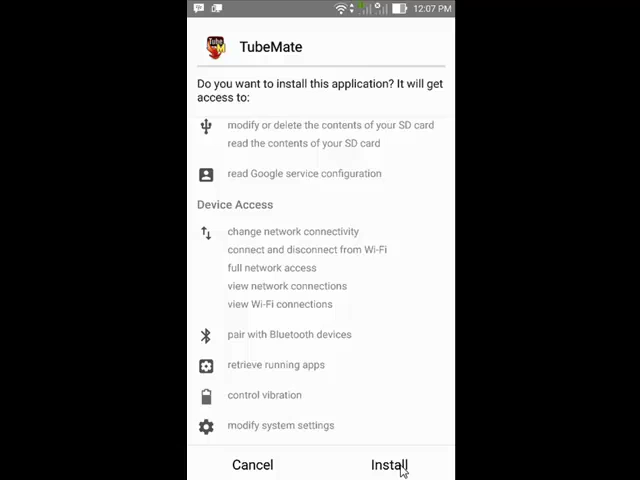 12:07 PM
Tube
M
TubeMate
Do you want to install this application? It will get
access to:
modify or delete the contents of your SD card
read the contents of your SD card
read Google service configuration
Device Access
change network connectivity
connect and disconnect from Wi-Fi
full network access
view network connections
view Wi-Fi connections
pair with Bluetooth devices
retrieve running apps
control vibration
modify system settings
Cancel Install